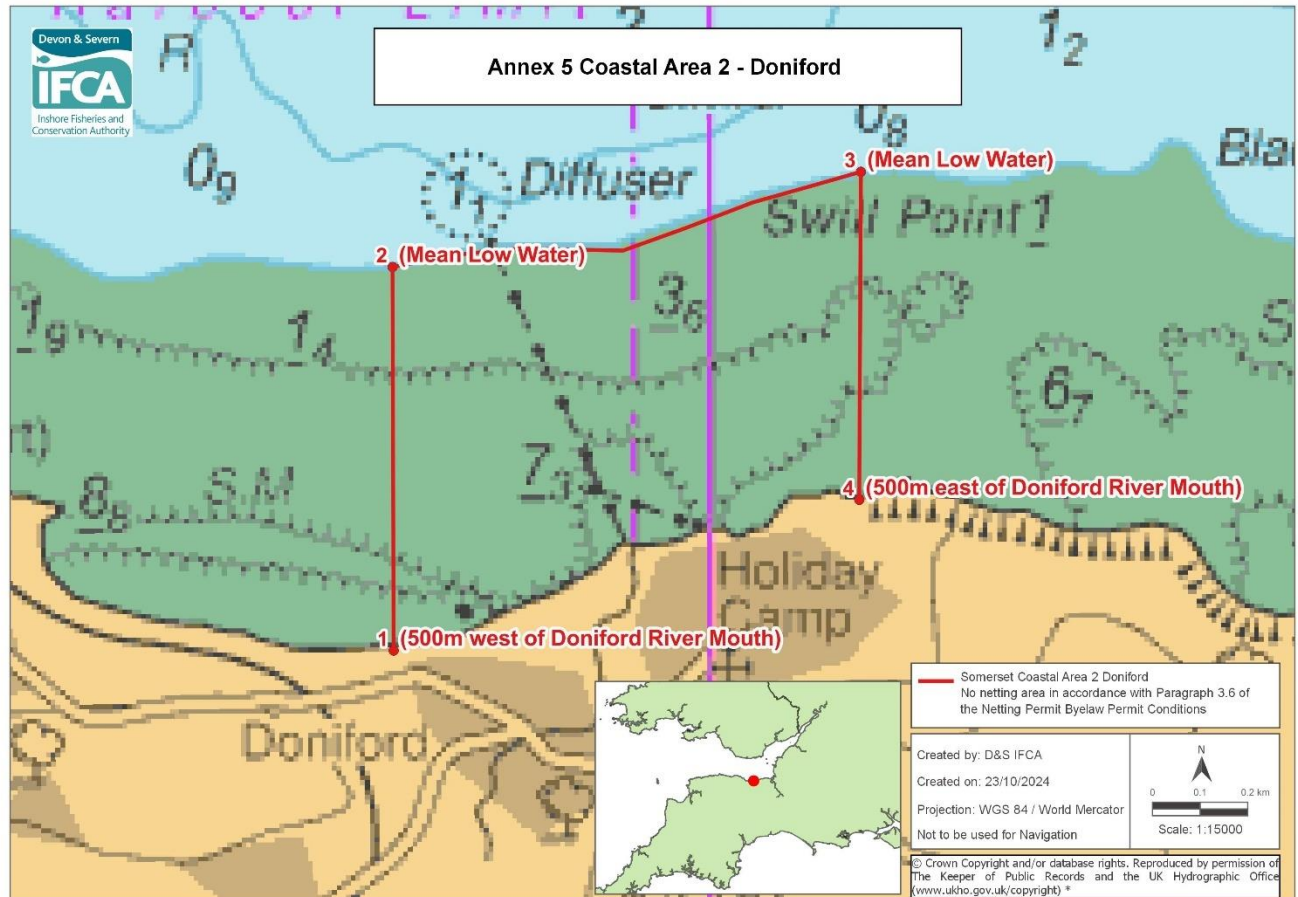 Devon & Severn
IFCA
Inshore Fisheries and
Conservation Authority
Annex 5 Coastal Area 2 - Doniford
R
1₂
0₉
1₁
Diffuser
0₈
3 (Mean Low Water)
Swill Point 1
2 (Mean Low Water)
1₉
1₄
3₆
6₇
7₃
S.M
8₈
4 (500m east of Doniford River Mouth)
Holiday
Camp
1 (500m west of Doniford River Mouth)
Doniford
Somerset Coastal Area 2 Doniford
No netting area in accordance with Paragraph 3.6 of
the Netting Permit Byelaw Permit Conditions
Created by: D&S IFCA
Created on: 23/10/2024
Projection: WGS 84 / World Mercator
Not to be used for Navigation
N
0 0.1 0.2 km
Scale: 1:15000
© Crown Copyright and/or database rights. Reproduced by permission of
The Keeper of Public Records and the UK Hydrographic Office
(www.ukho.gov.uk/copyright) *